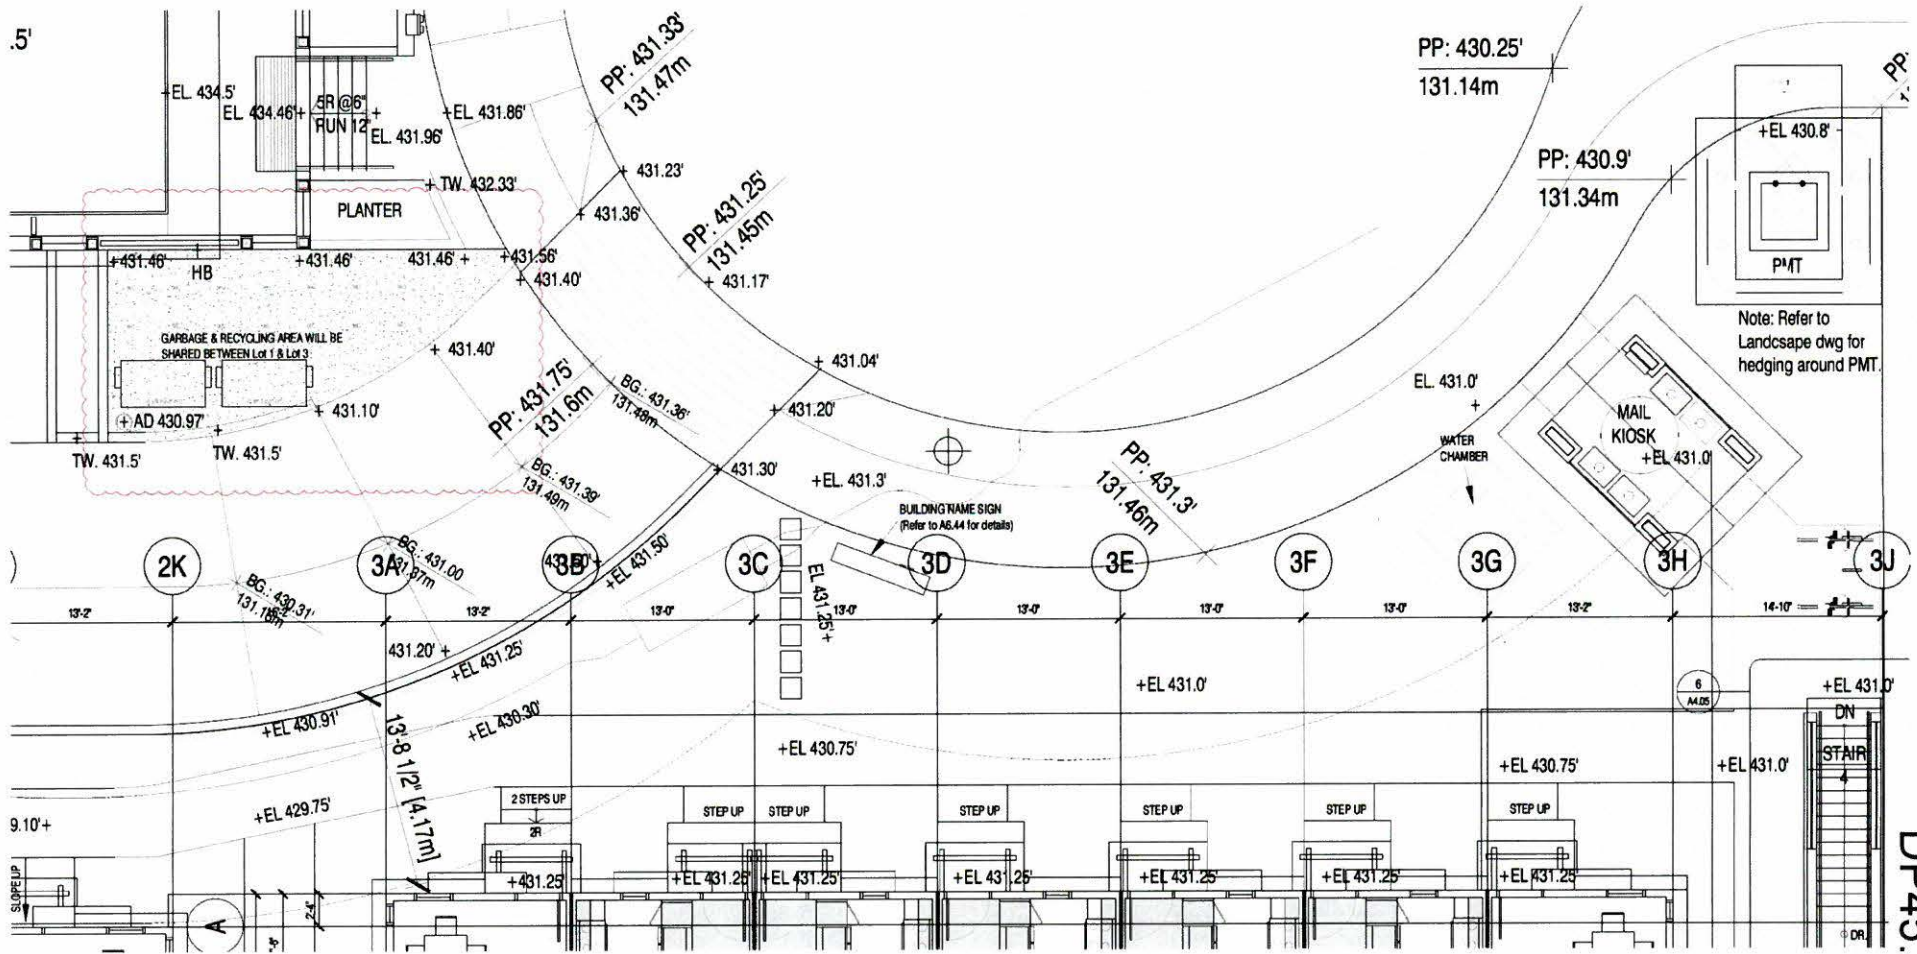 .5'
EL. 434.5'
EL. 434.46'
5R @6"
RUN 12"
EL. 431.96'
EL. 431.86'
PP: 431.33'
131.47m
PP: 430.25'
131.14m
PP:
EL 430.8'
PP: 430.9'
131.34m
431.23'
TW. 432.33'
PLANTER
431.36'
PP: 431.25'
131.45m
431.46'
HB
431.46'
431.46'
431.56'
431.40'
431.17'
PMT
Note: Refer to
Landcsape dwg for
hedging around PMT.
GARBAGE & RECYCLING AREA WILL BE
SHARED BETWEEN Lot 1 & Lot 3
431.40'
431.04'
PP: 431.75'
131.6m
BG.: 431.36'
131.48m
EL. 431.0'
431.10'
AD 430.97'
431.20'
MAIL
KIOSK
EL 431.0'
WATER
CHAMBER
TW. 431.5'
TW. 431.5'
BG.: 431.39'
131.49m
431.30'
EL. 431.3'
PP: 431.3'
131.46m
BUILDING NAME SIGN
(Refer to A6.44 for details)
2K
3A
3B
3C
3D
3E
3F
3G
3H
3J
BG.: 431.00
EL 431.50'
EL 431.25'
BG.: 430.31'
13'-2"
13'-2"
13'-0"
13'-0"
13'-0"
13'-0"
13'-0"
13'-2"
14'-10"
431.20'
EL 431.25'
EL 431.0'
6
A4.05
EL 431.0'
EL 430.91'
EL 430.30'
13'-8 1/2" [4.17m]
DN
STAIR
4
EL 430.75'
EL 430.75'
EL 431.0'
EL 429.75'
9.10'+
2 STEPS UP
2R
STEP UP
STEP UP
STEP UP
STEP UP
STEP UP
STEP UP
SLOPE UP
431.25'
EL 431.25'
EL 431.25'
EL 431.25'
EL 431.25'
EL 431.25'
EL 431.25'
A
2'-4"
DR.
DP45.